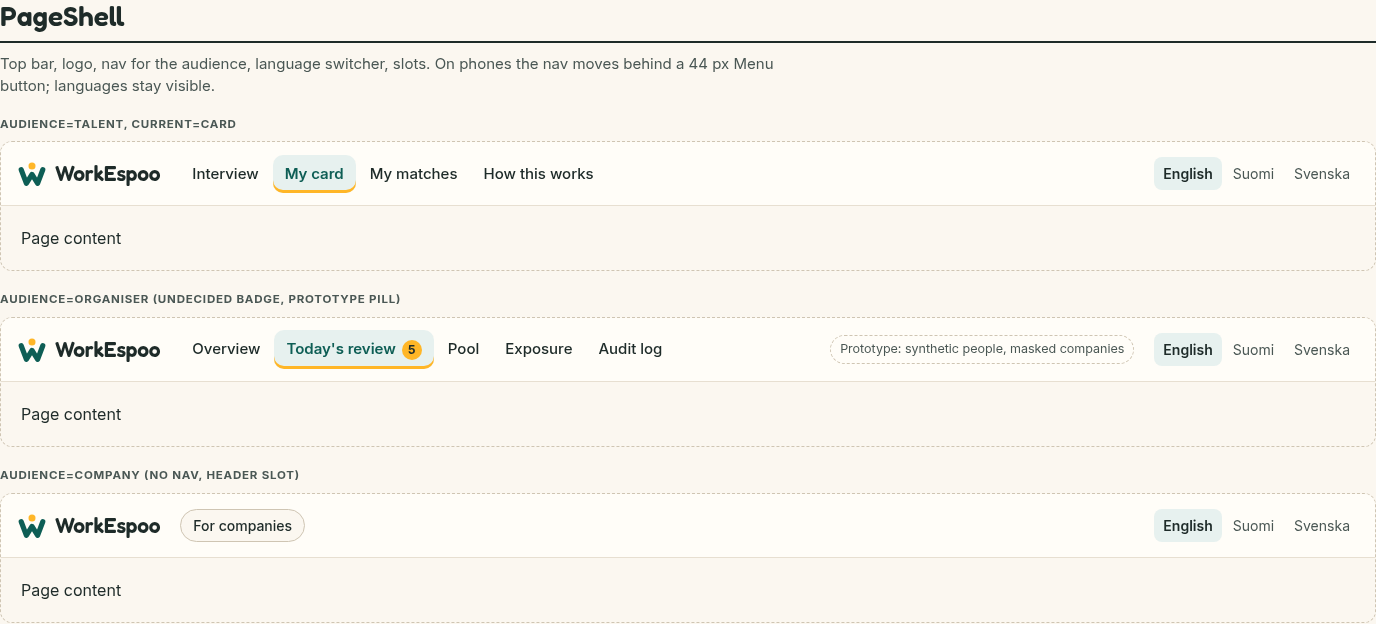 PageShell
Top bar, logo, nav for the audience, language switcher, slots. On phones the nav moves behind a 44 px Menu
button; languages stay visible.
AUDIENCE=TALENT, CURRENT=CARD
WorkEspoo Interview My card My matches How this works English Suomi Svenska
Page content
AUDIENCE=ORGANISER (UNDECIDED BADGE, PROTOTYPE PILL)
WorkEspoo Overview Today's review 5 Pool Exposure Audit log Prototype: synthetic people, masked companies English Suomi Svenska
Page content
AUDIENCE=COMPANY (NO NAV, HEADER SLOT)
WorkEspoo For companies English Suomi Svenska
Page content